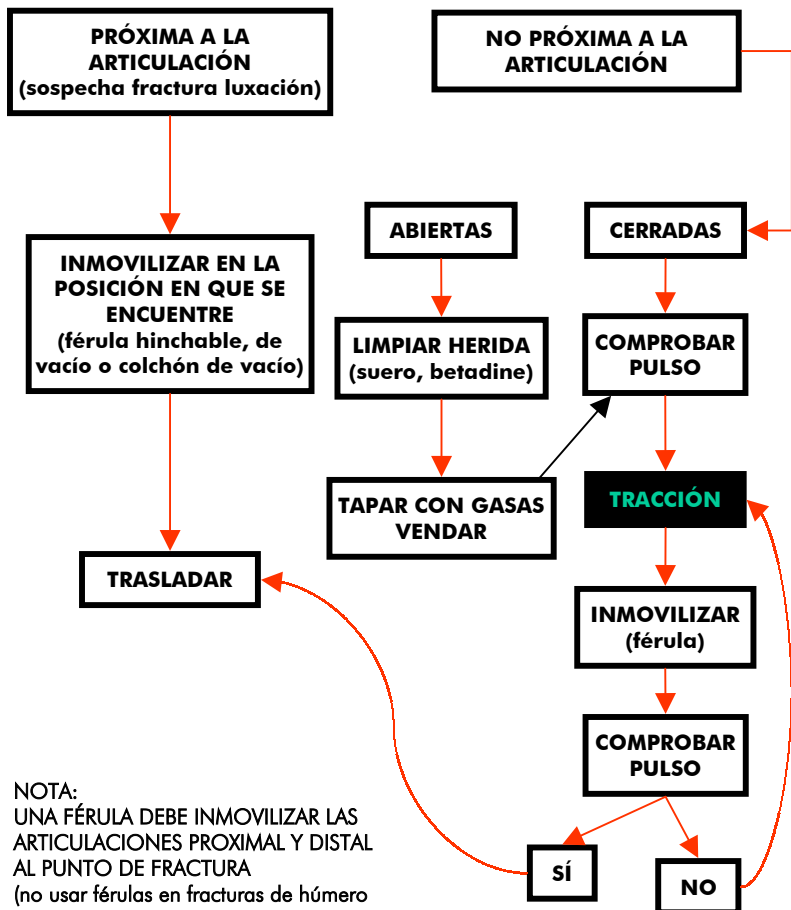 PRÓXIMA A LA
ARTICULACIÓN
(sospecha fractura luxación)
NO PRÓXIMA A LA
ARTICULACIÓN
ABIERTAS
CERRADAS
INMOVILIZAR EN LA
POSICIÓN EN QUE SE
ENCUENTRE
(férula hinchable, de
vacío o colchón de vacío)
LIMPIAR HERIDA
(suero, betadine)
COMPROBAR
PULSO
TAPAR CON GASAS
VENDAR
TRACCIÓN
TRASLADAR
INMOVILIZAR
(férula)
COMPROBAR
PULSO
SÍ
NO
NOTA:
UNA FÉRULA DEBE INMOVILIZAR LAS
ARTICULACIONES PROXIMAL Y DISTAL
AL PUNTO DE FRACTURA
(no usar férulas en fracturas de húmero